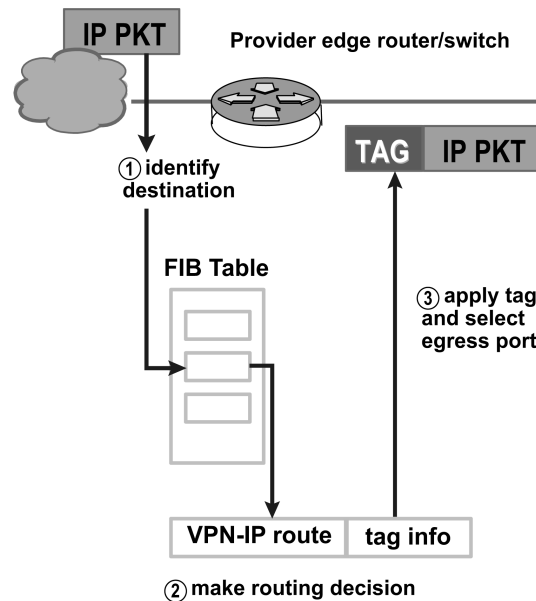 IP PKT
Provider edge router/switch
TAG IP PKT
① identify
destination
FIB Table
③ apply tag
and select
egress port
VPN-IP route tag info
② make routing decision